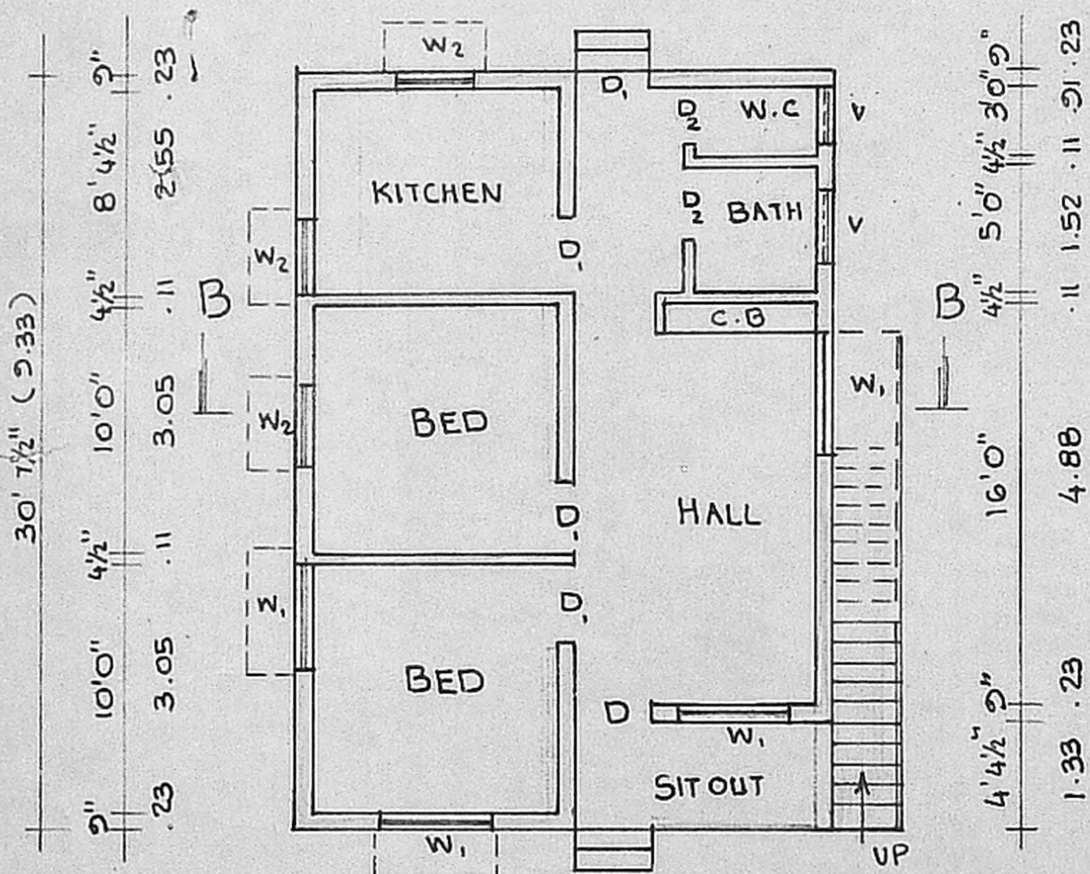 30' 7½" (9.33)
9"
8' 4½"
4½"
10'0"
4½"
10'0"
9"
.23
2.55
.11
3.05
.11
3.05
.23
W2
D1
D2
W.C
V
KITCHEN
D2
BATH
V
W2
D1
B
C.B
B
W1
W2
BED
HALL
D1
W1
D1
BED
D
W1
SIT OUT
W1
UP
9"
3'0"
4½"
5'0"
4½"
16'0"
9"
4' 4½"
.23
.91
.11
1.52
.11
4.88
.23
1.33